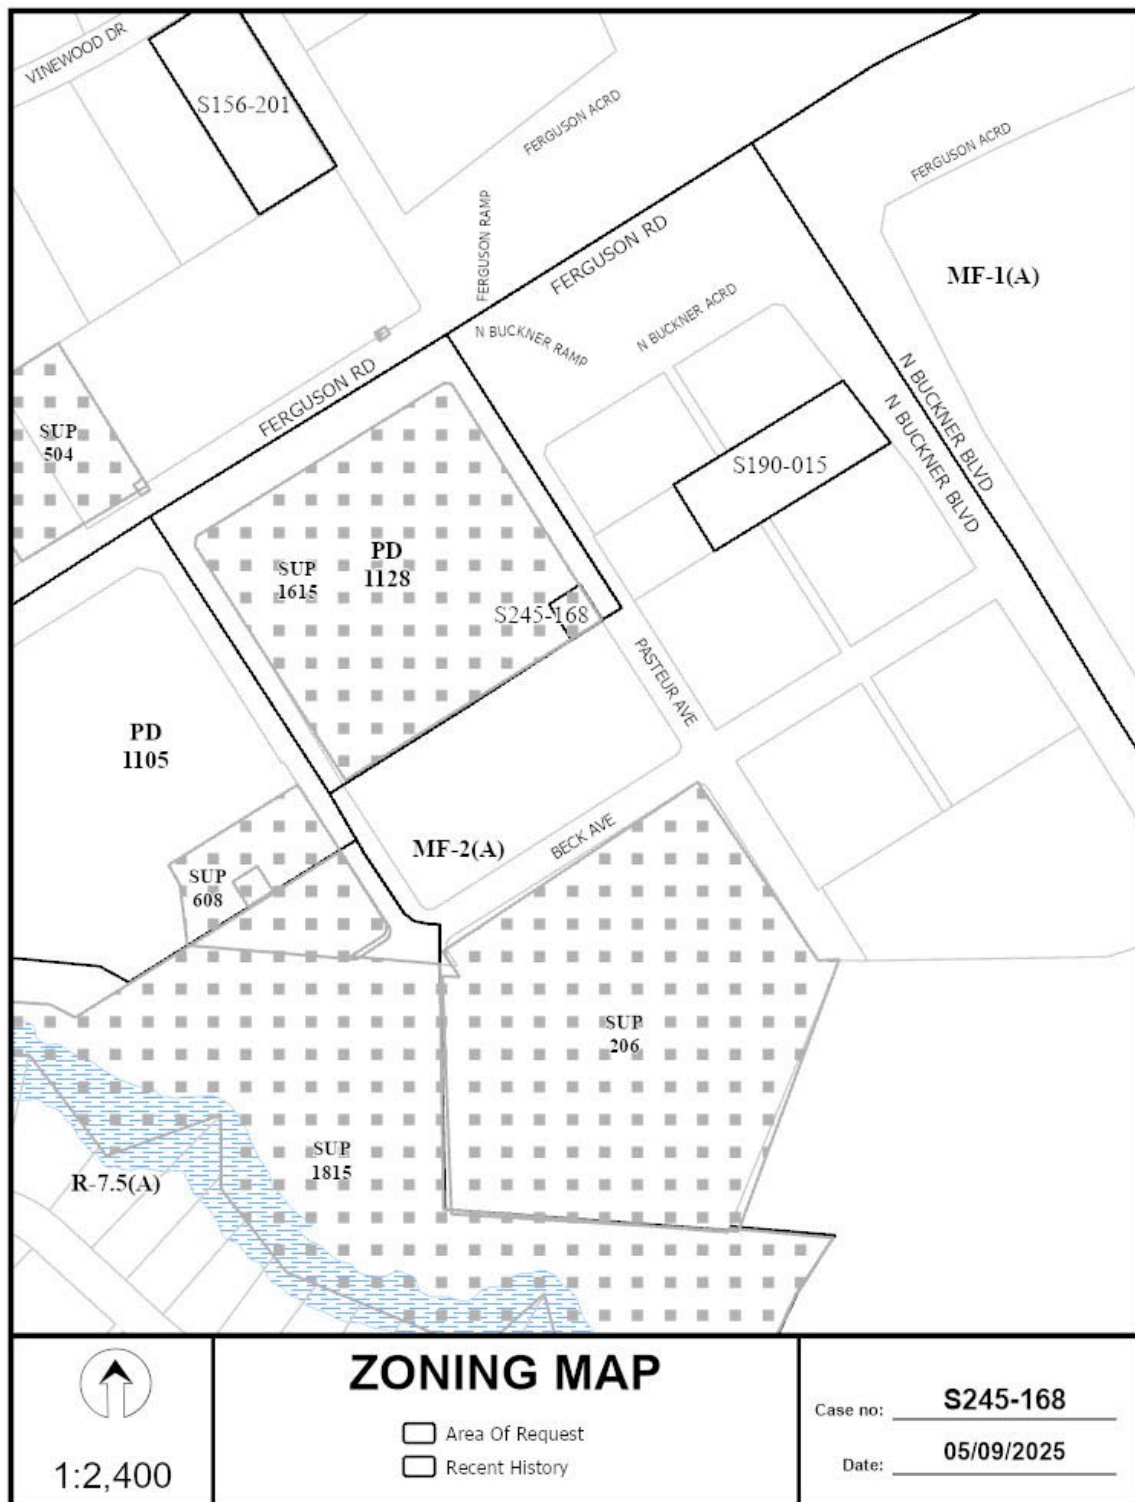 VINEWOOD DR
S156-201
FERGUSON ACRD
FERGUSON ACRD
FERGUSON RAMP
FERGUSON RD
MF-1(A)
N BUCKNER ACRD
N BUCKNER RAMP
FERGUSON RD
N BUCKNER BLVD
N BUCKNER BLVD
SUP
504
S190-015
PD
1128
SUP
1615
S245-168
PASTEUR AVE
PD
1105
MF-2(A)
BECK AVE
SUP
608
SUP
206
SUP
1815
R-7.5(A)
1:2,400
ZONING MAP
Area Of Request
Recent History
Case no: S245-168
Date: 05/09/2025